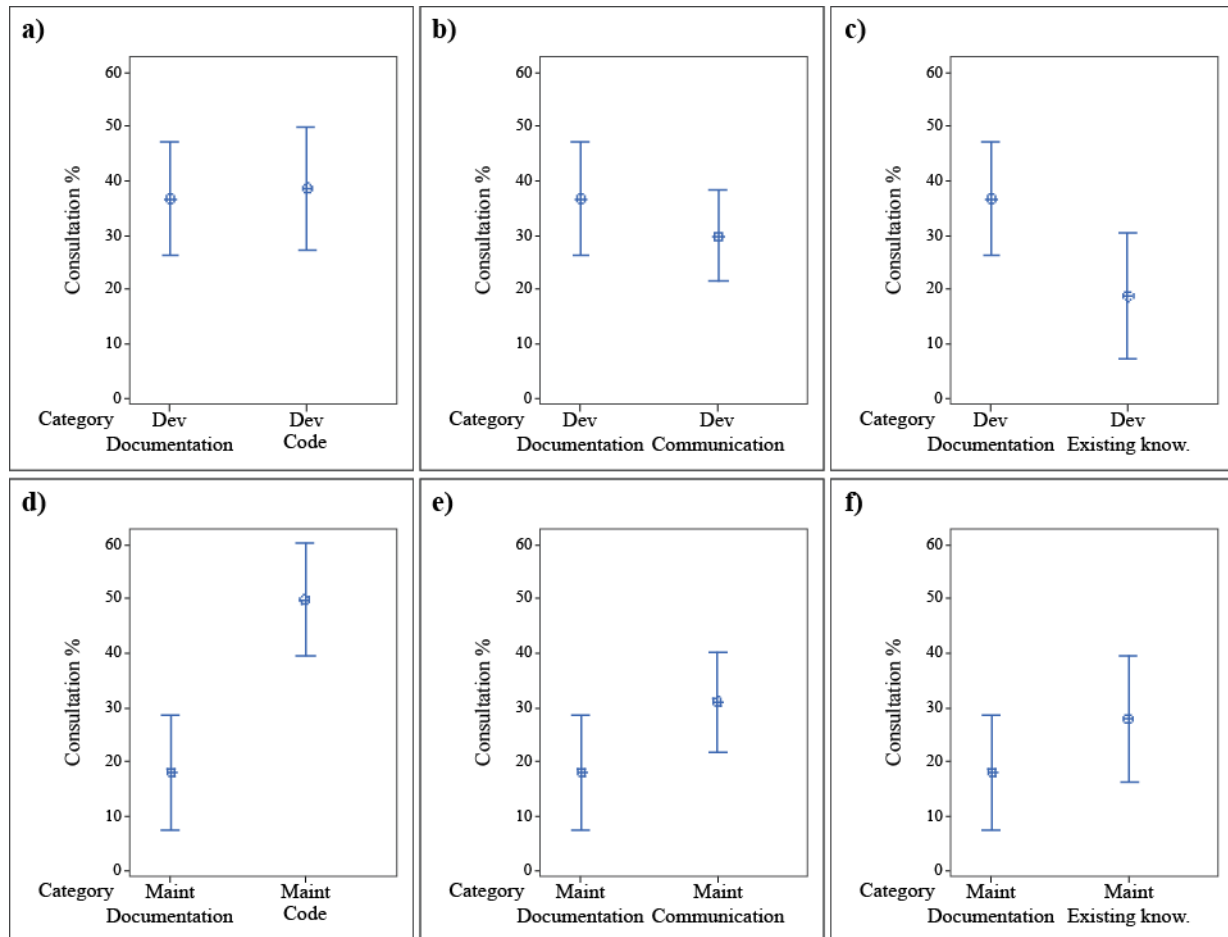 a)
60
50
40
30
20
10
0
Consultation %
Category
Dev
Documentation
Dev
Code
b)
60
50
40
30
20
10
0
Consultation %
Category
Dev
Documentation
Dev
Communication
c)
60
50
40
30
20
10
0
Consultation %
Category
Dev
Documentation
Dev
Existing know.
d)
60
50
40
30
20
10
0
Consultation %
Category
Maint
Documentation
Maint
Code
e)
60
50
40
30
20
10
0
Consultation %
Category
Maint
Documentation
Maint
Communication
f)
60
50
40
30
20
10
0
Consultation %
Category
Maint
Documentation
Maint
Existing know.